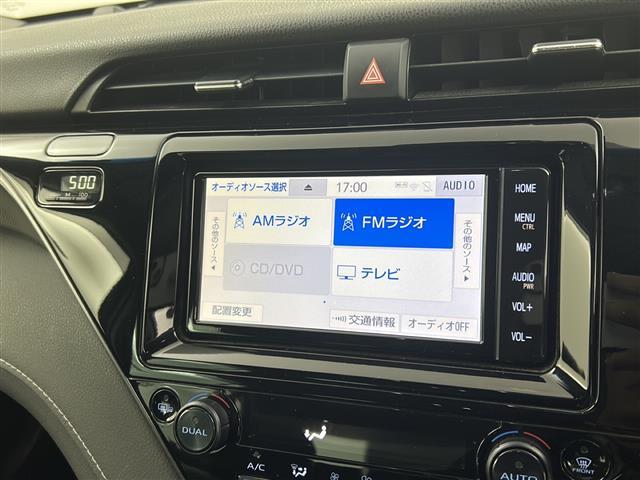 5:00
H M :00
オーディオソース選択 17:00 Wi-Fi AUDIO
その他のソース
AMラジオ FMラジオ
CD/DVD テレビ
その他のソース
配置変更 交通情報 オーディオOFF
HOME
MENU
CTRL
MAP
AUDIO
PWR
VOL+
VOL-
DUAL
A/C
AUTO
FRONT